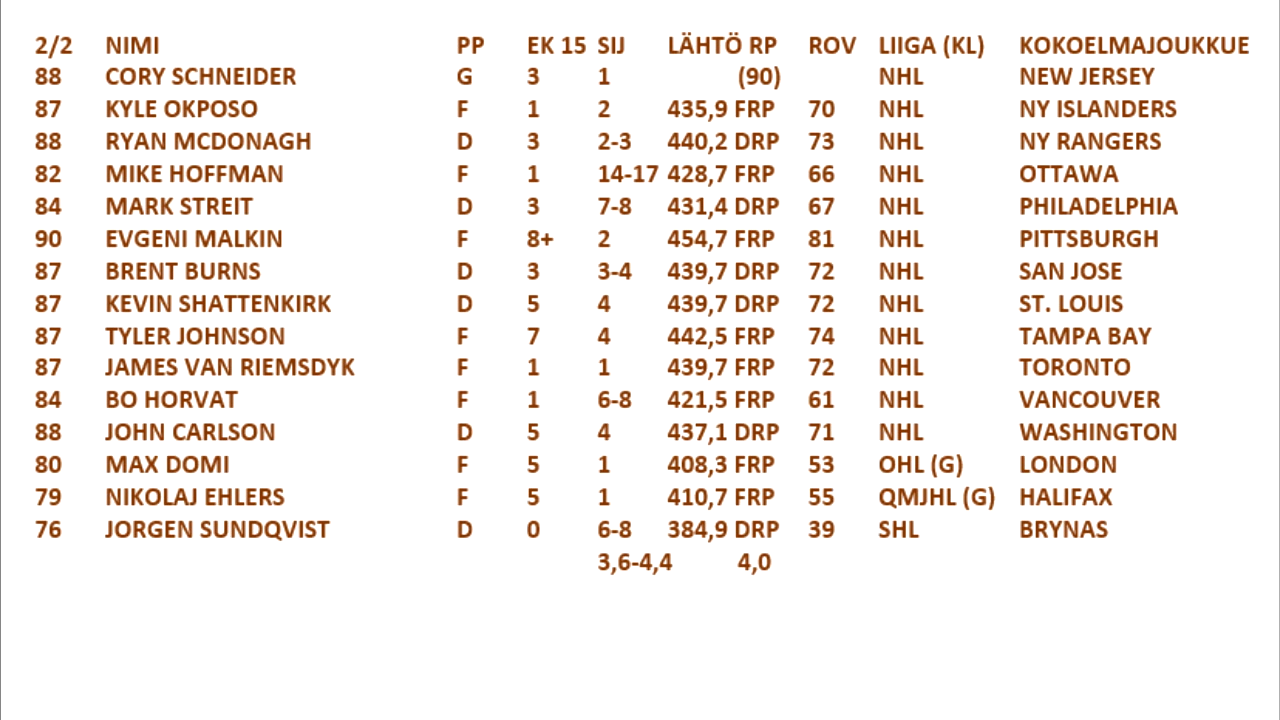 2/2 NIMI PP EK 15 SIJ LÄHTÖ RP ROV LIIGA (KL) KOKOELMAJOUKKUE
88 CORY SCHNEIDER G 3 1 (90) NHL NEW JERSEY
87 KYLE OKPOSO F 1 2 435,9 FRP 70 NHL NY ISLANDERS
88 RYAN MCDONAGH D 3 2-3 440,2 DRP 73 NHL NY RANGERS
82 MIKE HOFFMAN F 1 14-17 428,7 FRP 66 NHL OTTAWA
84 MARK STREIT D 3 7-8 431,4 DRP 67 NHL PHILADELPHIA
90 EVGENI MALKIN F 8+ 2 454,7 FRP 81 NHL PITTSBURGH
87 BRENT BURNS D 3 3-4 439,7 DRP 72 NHL SAN JOSE
87 KEVIN SHATTENKIRK D 5 4 439,7 DRP 72 NHL ST. LOUIS
87 TYLER JOHNSON F 7 4 442,5 FRP 74 NHL TAMPA BAY
87 JAMES VAN RIEMSDYK F 1 1 439,7 FRP 72 NHL TORONTO
84 BO HORVAT F 1 6-8 421,5 FRP 61 NHL VANCOUVER
88 JOHN CARLSON D 5 4 437,1 DRP 71 NHL WASHINGTON
80 MAX DOMI F 5 1 408,3 FRP 53 OHL (G) LONDON
79 NIKOLAJ EHLERS F 5 1 410,7 FRP 55 QMJHL (G) HALIFAX
76 JORGEN SUNDQVIST D 0 6-8 384,9 DRP 39 SHL BRYNAS
3,6-4,4 4,0